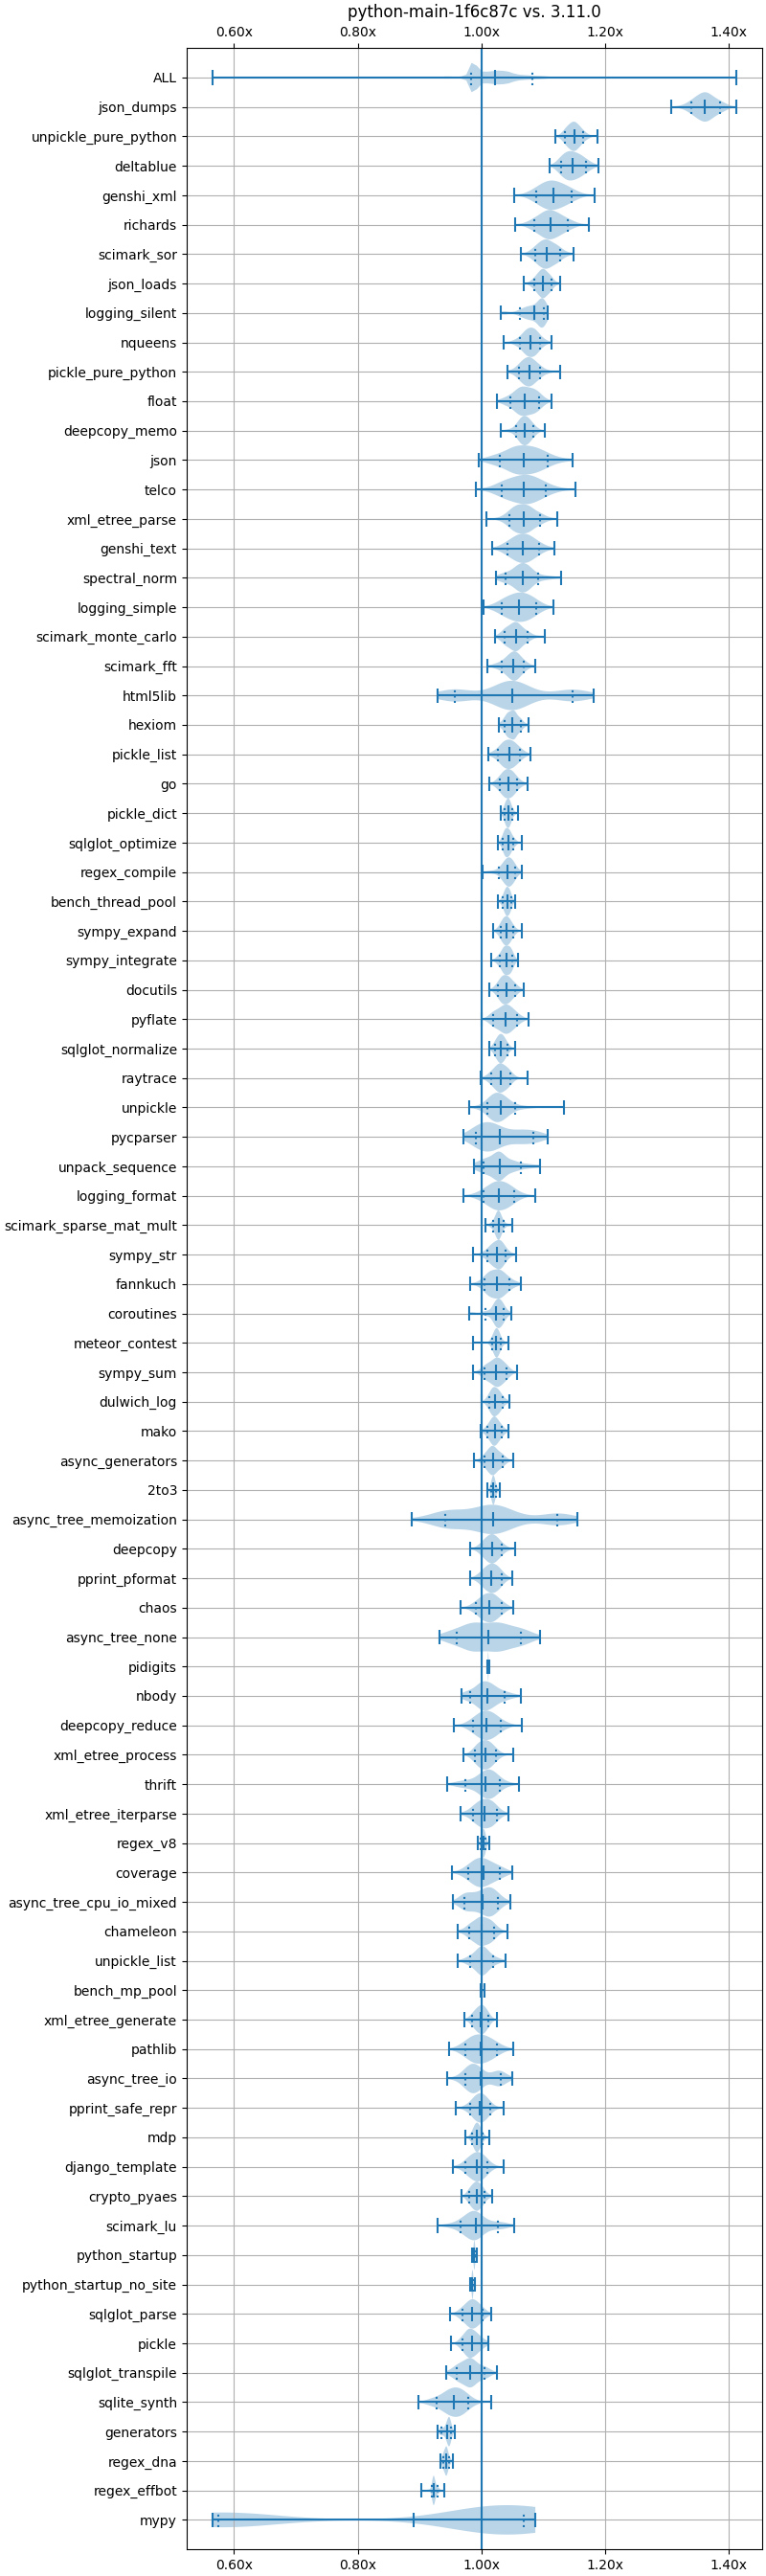 python-main-1f6c87c vs. 3.11.0
0.60x 0.80x 1.00x 1.20x 1.40x
ALL
json_dumps
unpickle_pure_python
deltablue
genshi_xml
richards
scimark_sor
json_loads
logging_silent
nqueens
pickle_pure_python
float
deepcopy_memo
json
telco
xml_etree_parse
genshi_text
spectral_norm
logging_simple
scimark_monte_carlo
scimark_fft
html5lib
hexiom
pickle_list
go
pickle_dict
sqlglot_optimize
regex_compile
bench_thread_pool
sympy_expand
sympy_integrate
docutils
pyflate
sqlglot_normalize
raytrace
unpickle
pycparser
unpack_sequence
logging_format
scimark_sparse_mat_mult
sympy_str
fannkuch
coroutines
meteor_contest
sympy_sum
dulwich_log
mako
async_generators
2to3
async_tree_memoization
deepcopy
pprint_pformat
chaos
async_tree_none
pidigits
nbody
deepcopy_reduce
xml_etree_process
thrift
xml_etree_iterparse
regex_v8
coverage
async_tree_cpu_io_mixed
chameleon
unpickle_list
bench_mp_pool
xml_etree_generate
pathlib
async_tree_io
pprint_safe_repr
mdp
django_template
crypto_pyaes
scimark_lu
python_startup
python_startup_no_site
sqlglot_parse
pickle
sqlglot_transpile
sqlite_synth
generators
regex_dna
regex_effbot
mypy
0.60x 0.80x 1.00x 1.20x 1.40x